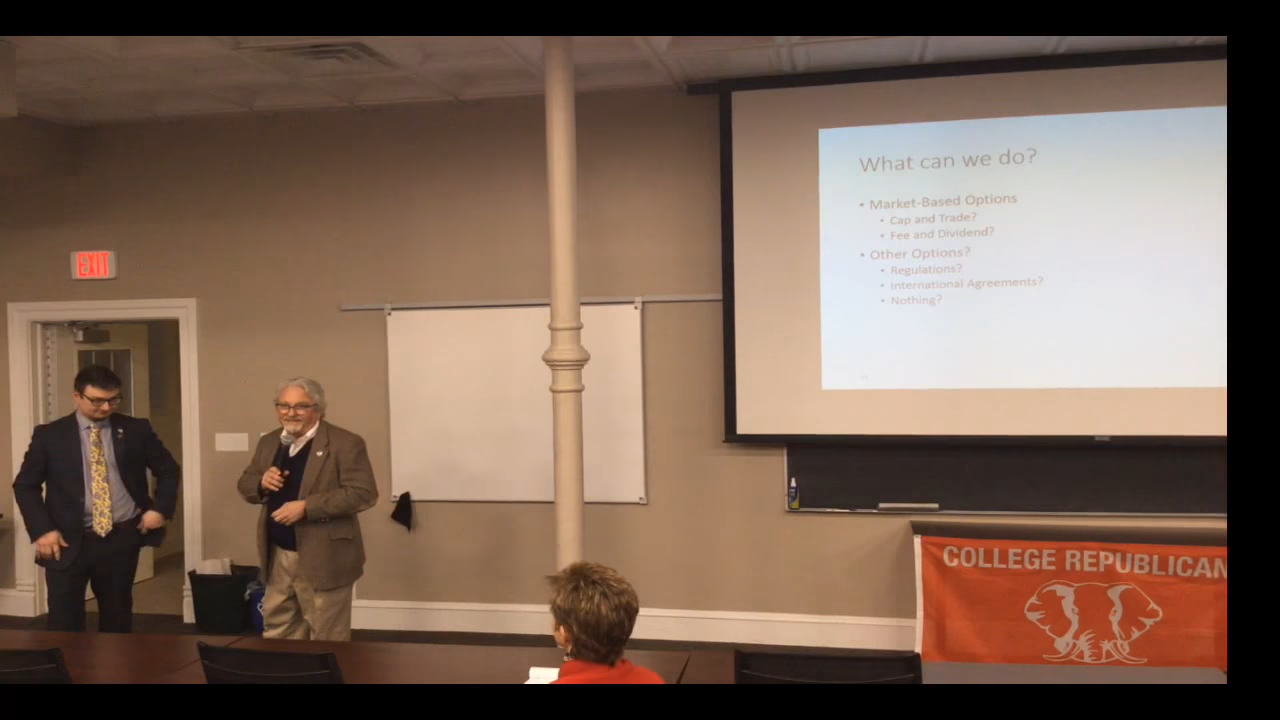 What can we do?
• Market-Based Options
• Cap and Trade?
• Fee and Dividend?
• Other Options?
• Regulations?
• International Agreements?
• Nothing?
EXIT
COLLEGE REPUBLICAN